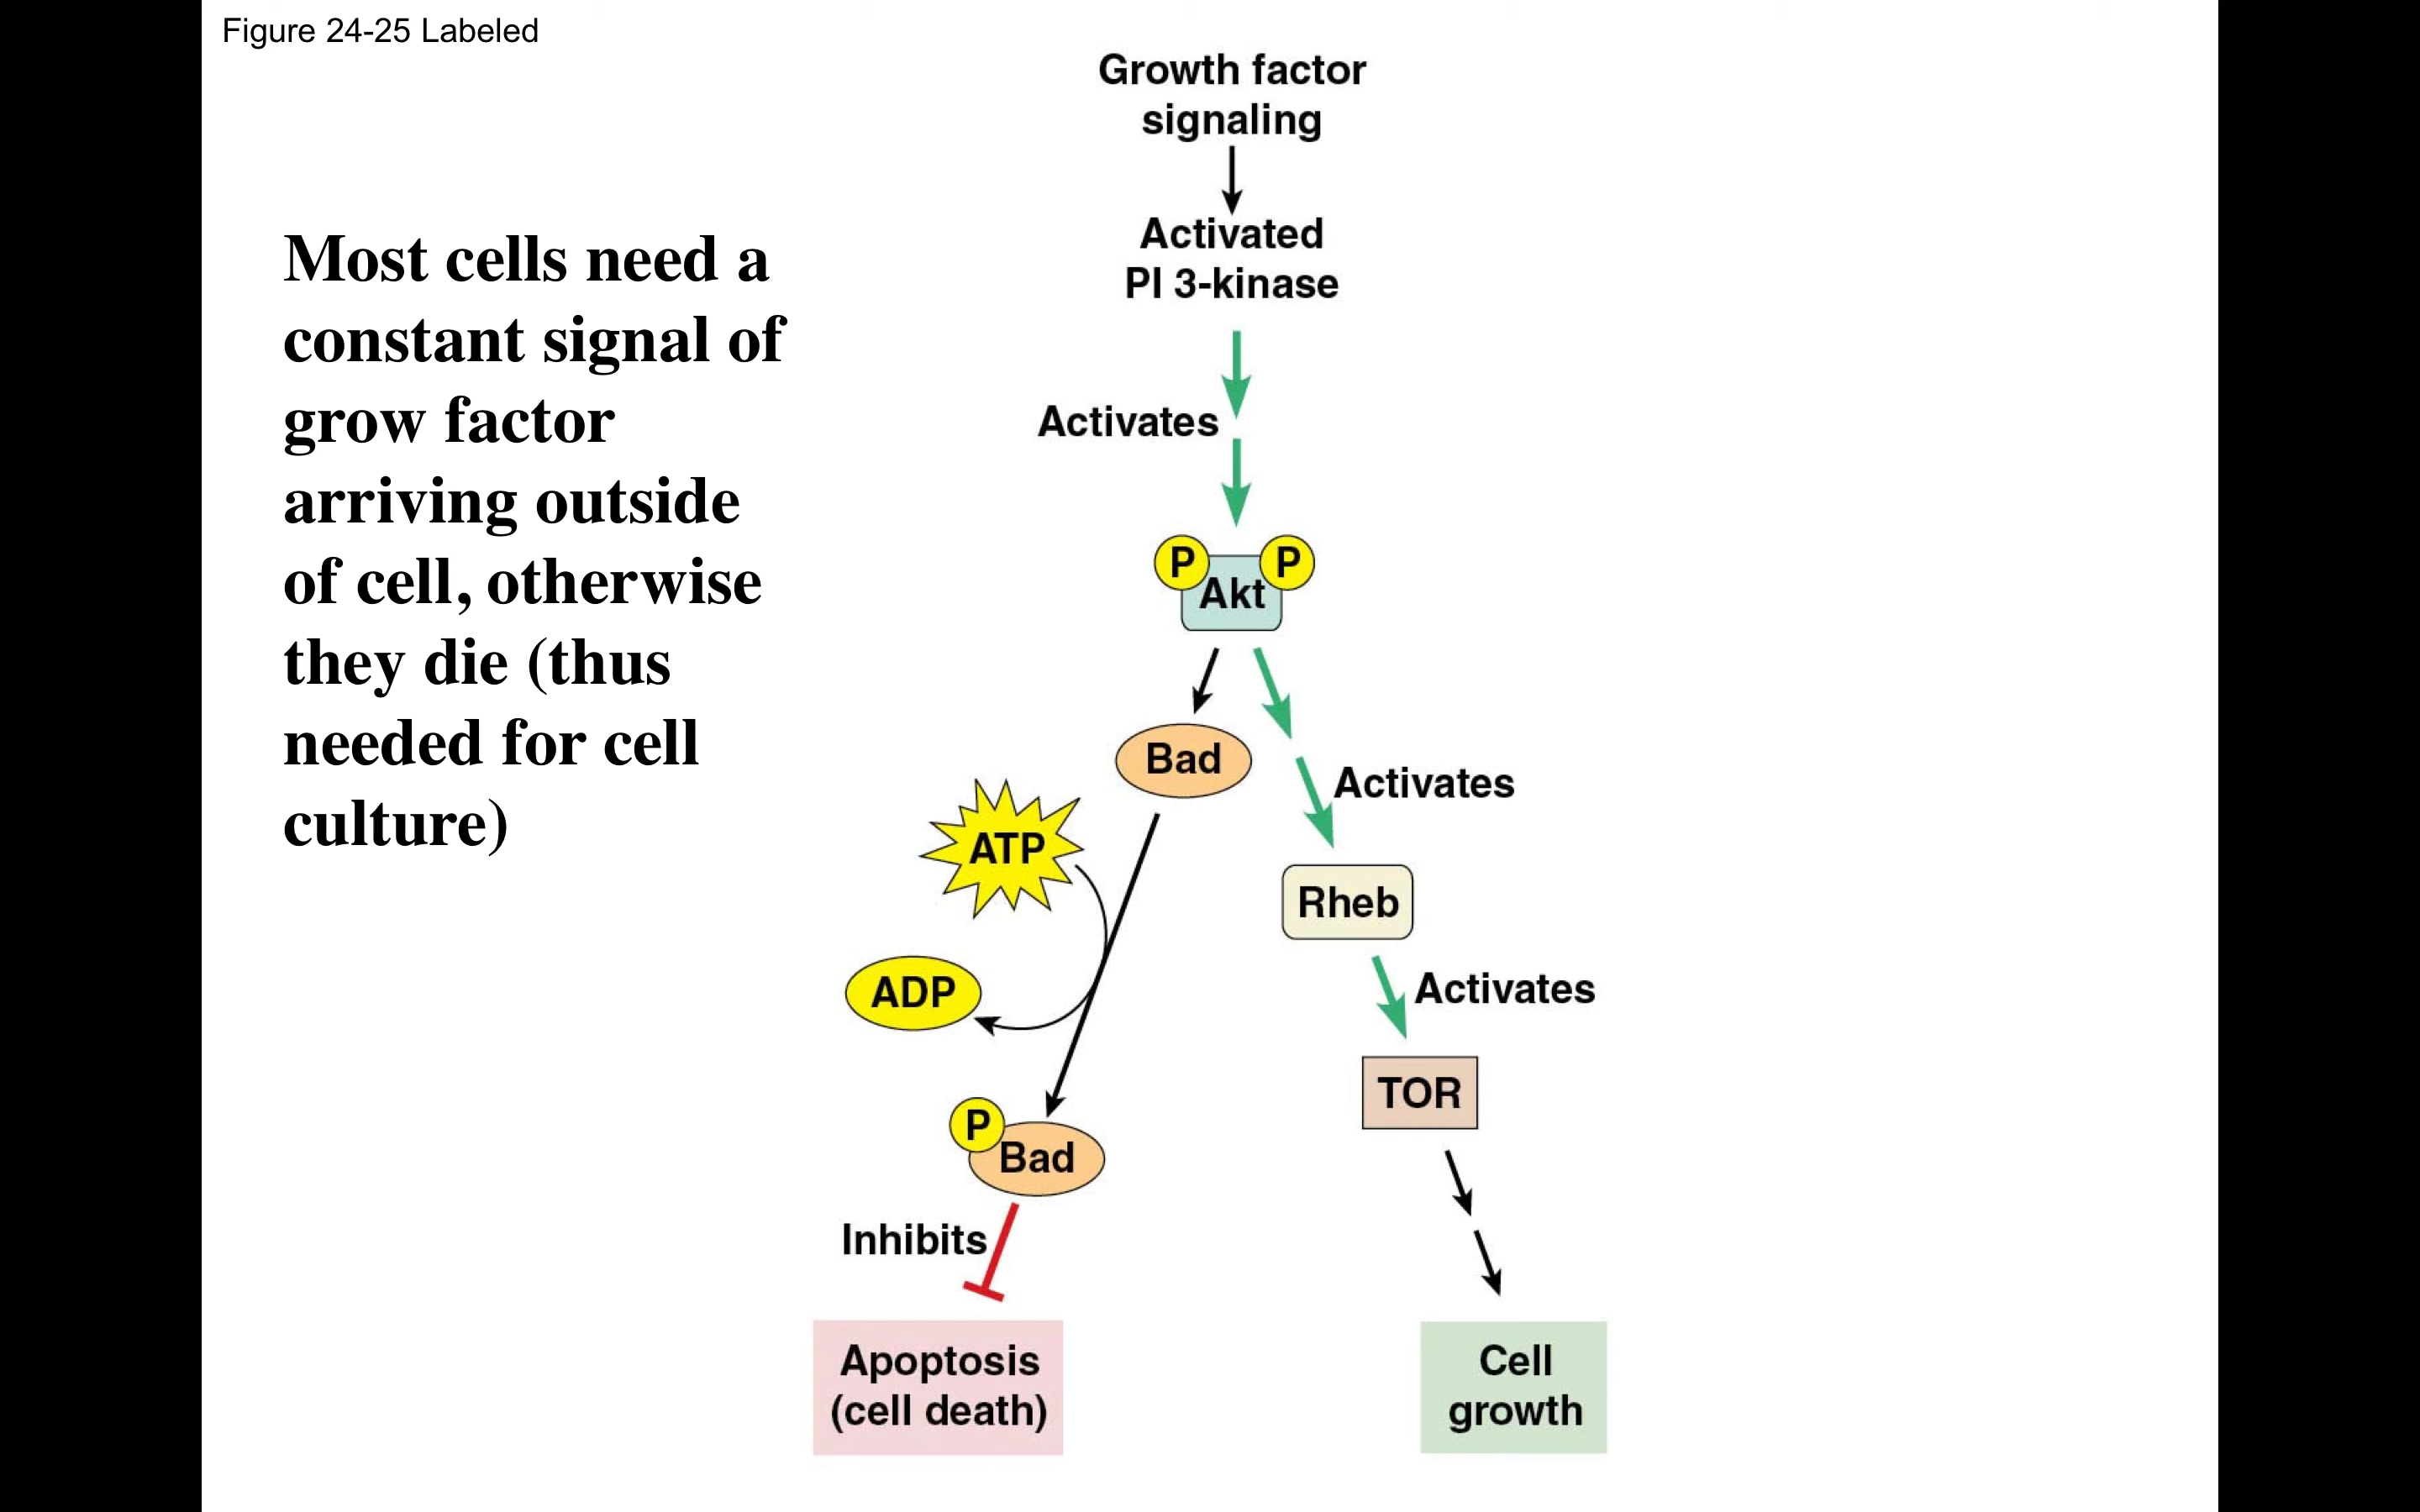 Figure 24-25 Labeled
Most cells need a
constant signal of
grow factor
arriving outside
of cell, otherwise
they die (thus
needed for cell
culture)
Growth factor
signaling
Activated
PI 3-kinase
Activates
P
Akt
P
Bad
Activates
ATP
Rheb
ADP
Activates
TOR
P
Bad
Inhibits
Apoptosis
(cell death)
Cell
growth